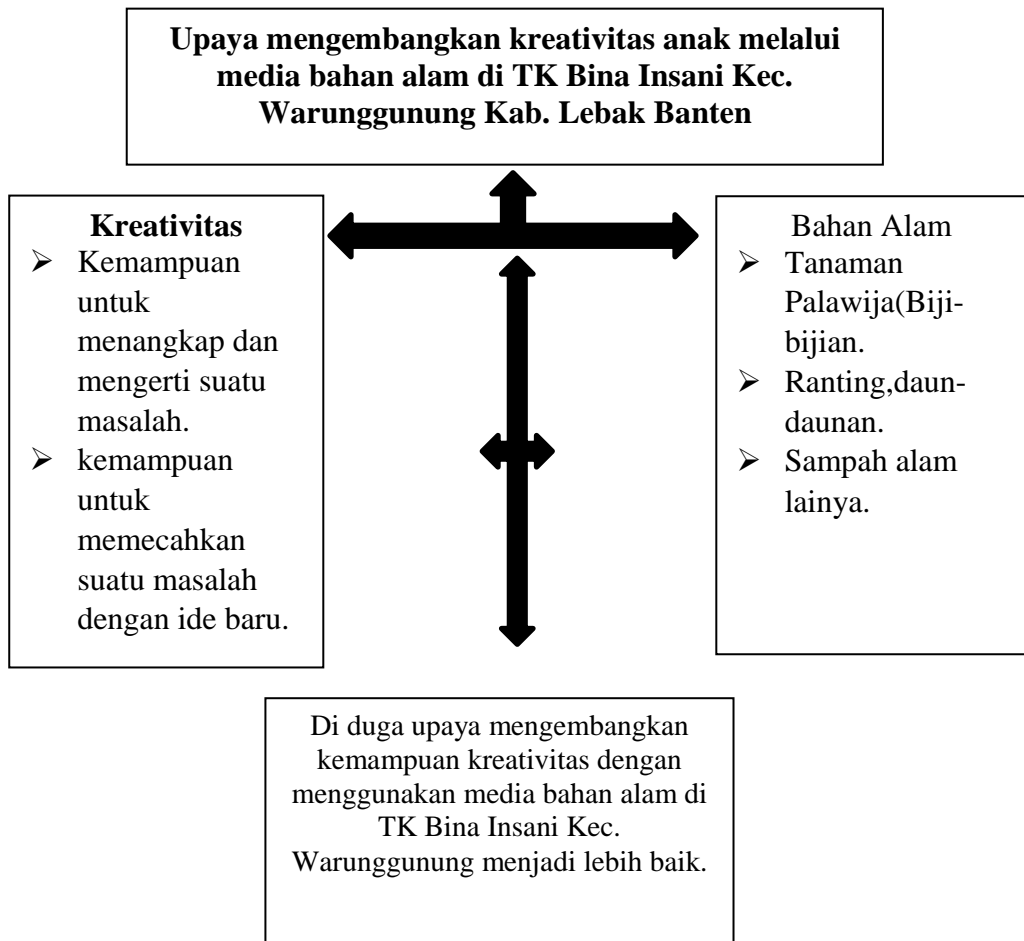 Upaya mengembangkan kreativitas anak melalui
media bahan alam di TK Bina Insani Kec.
Warunggunung Kab. Lebak Banten
Kreativitas
➢ Kemampuan
untuk
menangkap dan
mengerti suatu
masalah.
➢ kemampuan
untuk
memecahkan
suatu masalah
dengan ide baru.
Bahan Alam
➢ Tanaman
Palawija(Biji-
bijian.
➢ Ranting,daun-
daunan.
➢ Sampah alam
lainya.
Di duga upaya mengembangkan
kemampuan kreativitas dengan
menggunakan media bahan alam di
TK Bina Insani Kec.
Warunggunung menjadi lebih baik.